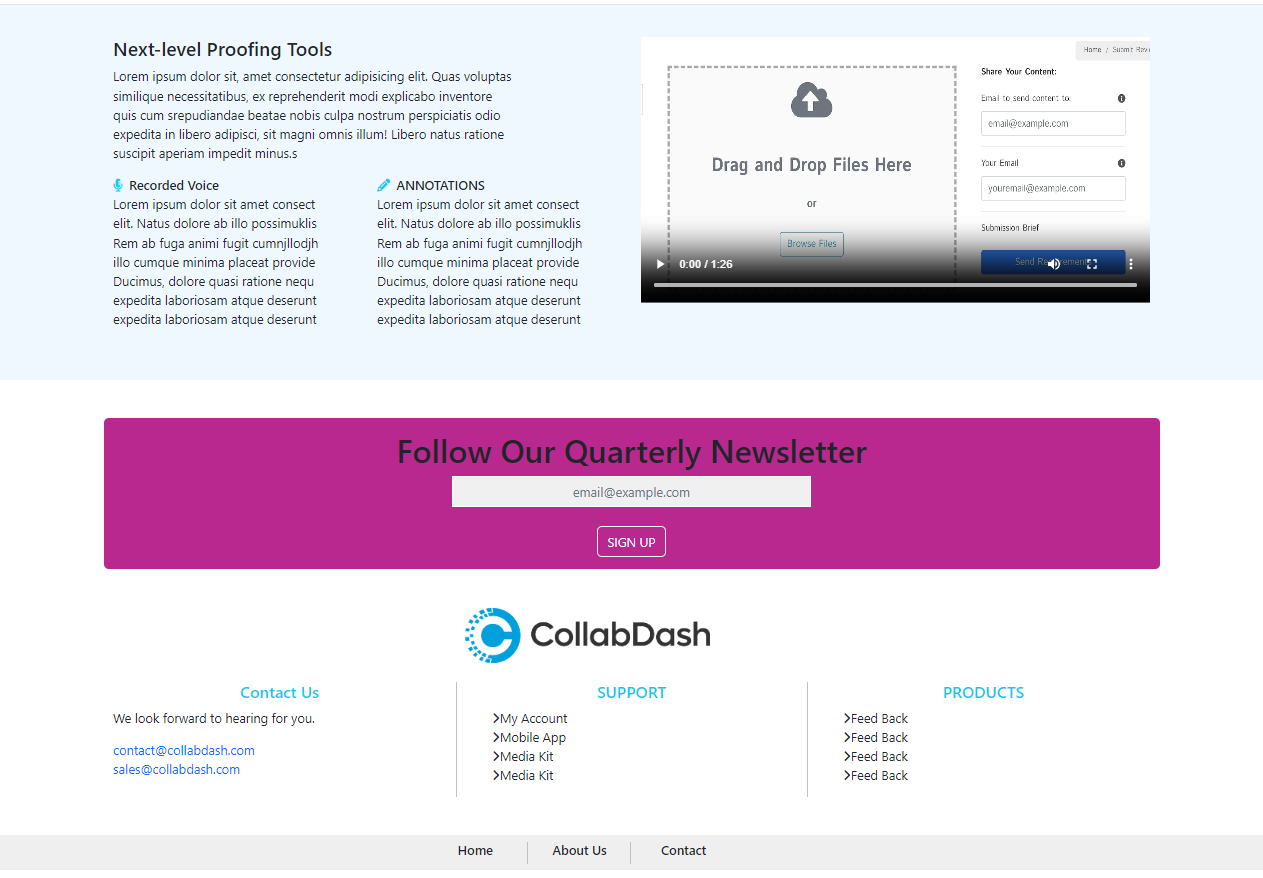 Next-level Proofing Tools
Lorem ipsum dolor sit, amet consectetur adipisicing elit. Quas voluptas
similique necessitatibus, ex reprehenderit modi explicabo inventore
quis cum srepudiandae beatae nobis culpa nostrum perspiciatis odio
expedita in libero adipisci, sit magni omnis illum! Libero natus ratione
suscipit aperiam impedit minus.s
Recorded Voice
Lorem ipsum dolor sit amet consect
elit. Natus dolore ab illo possimuklis
Rem ab fuga animi fugit cumnjllodjh
illo cumque minima placeat provide
Ducimus, dolore quasi ratione nequ
expedita laboriosam atque deserunt
expedita laboriosam atque deserunt
ANNOTATIONS
Lorem ipsum dolor sit amet consect
elit. Natus dolore ab illo possimuklis
Rem ab fuga animi fugit cumnjllodjh
illo cumque minima placeat provide
Ducimus, dolore quasi ratione nequ
expedita laboriosam atque deserunt
expedita laboriosam atque deserunt
Drag and Drop Files Here
or
Browse Files
0:00 / 1:26
Home / Submit Revi
Share Your Content:
Email to send content to:
email@example.com
Your Email
youremail@example.com
Submission Brief
Send
Follow Our Quarterly Newsletter
email@example.com
SIGN UP
CollabDash
Contact Us
We look forward to hearing for you.
contact@collabdash.com
sales@collabdash.com
SUPPORT
My Account
Mobile App
Media Kit
Media Kit
PRODUCTS
Feed Back
Feed Back
Feed Back
Feed Back
Home
About Us
Contact